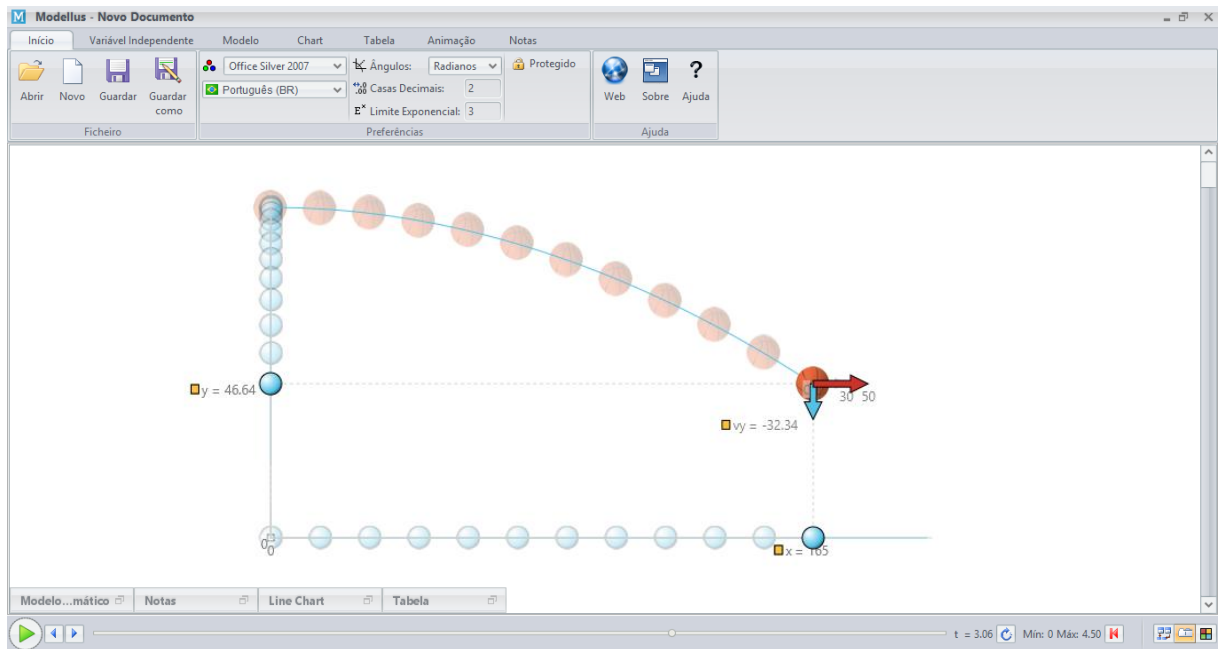 M Modellus - Novo Documento
Início Variável Independente Modelo Chart Tabela Animação Notas
Abrir Novo Guardar Guardar como
Ficheiro
Office Silver 2007 Ângulos: Radianos Protegido
Português (BR) Casas Decimais: 2
Limite Exponencial: 3
Preferências
Web Sobre Ajuda
Ajuda
y = 46.64
30 50
vy = -32.34
0
0
x = 165
Modelo...mático Notas Line Chart Tabela
t = 3.06 Mín: 0 Máx: 4.50